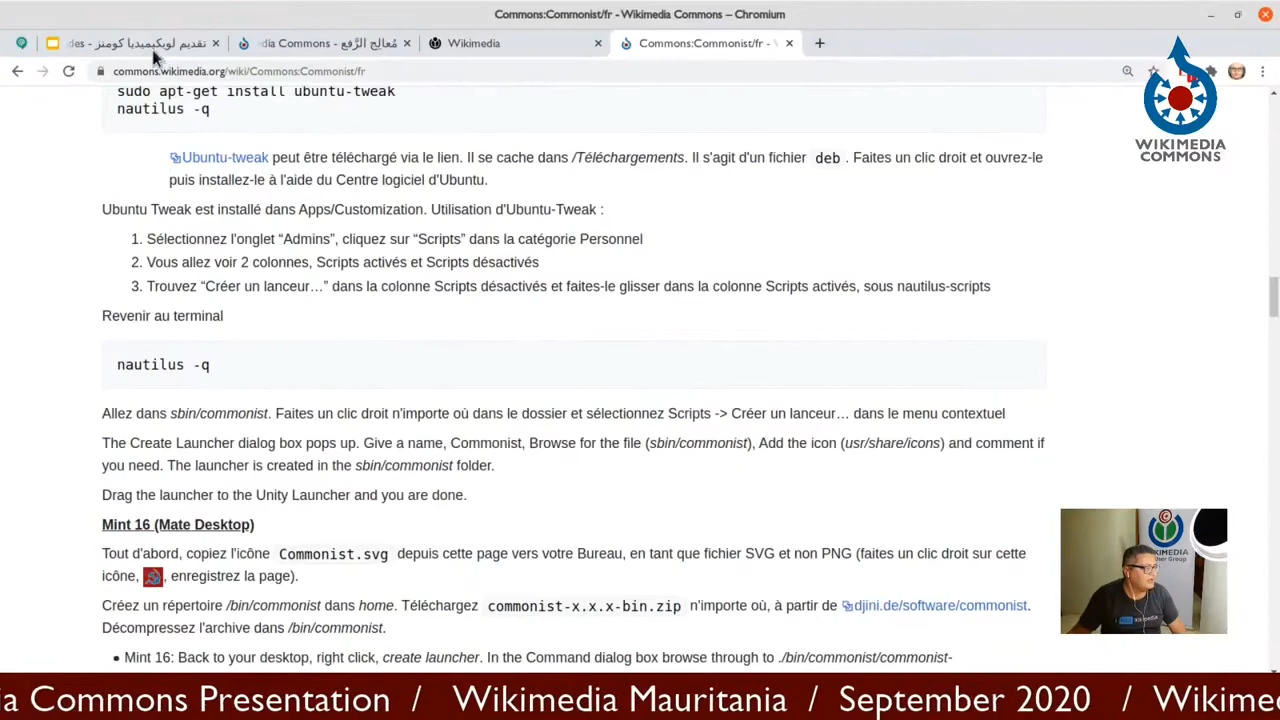 Commons:Commonist/fr - Wikimedia Commons – Chromium
تقديم لويكيميديا كومنز - des
مُعالِج الرَّفع - dia Commons
Wikimedia
Commons:Commonist/fr -
commons.wikimedia.org/wiki/Commons:Commonist/fr
WIKIMEDIA
COMMONS
sudo apt-get install ubuntu-tweak
nautilus -q
Ubuntu-tweak peut être téléchargé via le lien. Il se cache dans /Téléchargements. Il s'agit d'un fichier deb . Faites un clic droit et ouvrez-le
puis installez-le à l'aide du Centre logiciel d'Ubuntu.
Ubuntu Tweak est installé dans Apps/Customization. Utilisation d'Ubuntu-Tweak :
1. Sélectionnez l'onglet “Admins”, cliquez sur “Scripts” dans la catégorie Personnel
2. Vous allez voir 2 colonnes, Scripts activés et Scripts désactivés
3. Trouvez “Créer un lanceur…” dans la colonne Scripts désactivés et faites-le glisser dans la colonne Scripts activés, sous nautilus-scripts
Revenir au terminal
nautilus -q
Allez dans sbin/commonist. Faites un clic droit n'importe où dans le dossier et sélectionnez Scripts -> Créer un lanceur… dans le menu contextuel
The Create Launcher dialog box pops up. Give a name, Commonist, Browse for the file (sbin/commonist), Add the icon (usr/share/icons) and comment if
you need. The launcher is created in the sbin/commonist folder.
Drag the launcher to the Unity Launcher and you are done.
Mint 16 (Mate Desktop)
Tout d'abord, copiez l'icône Commonist.svg depuis cette page vers votre Bureau, en tant que fichier SVG et non PNG (faites un clic droit sur cette
icône, , enregistrez la page).
Créez un répertoire /bin/commonist dans home. Téléchargez commonist-x.x.x-bin.zip n'importe où, à partir de djini.de/software/commonist.
Décompressez l'archive dans /bin/commonist.
• Mint 16: Back to your desktop, right click, create launcher. In the Command dialog box browse through to ./bin/commonist/commonist-
WIKIMEDIA
User Group
Wikipedia
ia Commons Presentation / Wikimedia Mauritania / September 2020 / Wikime